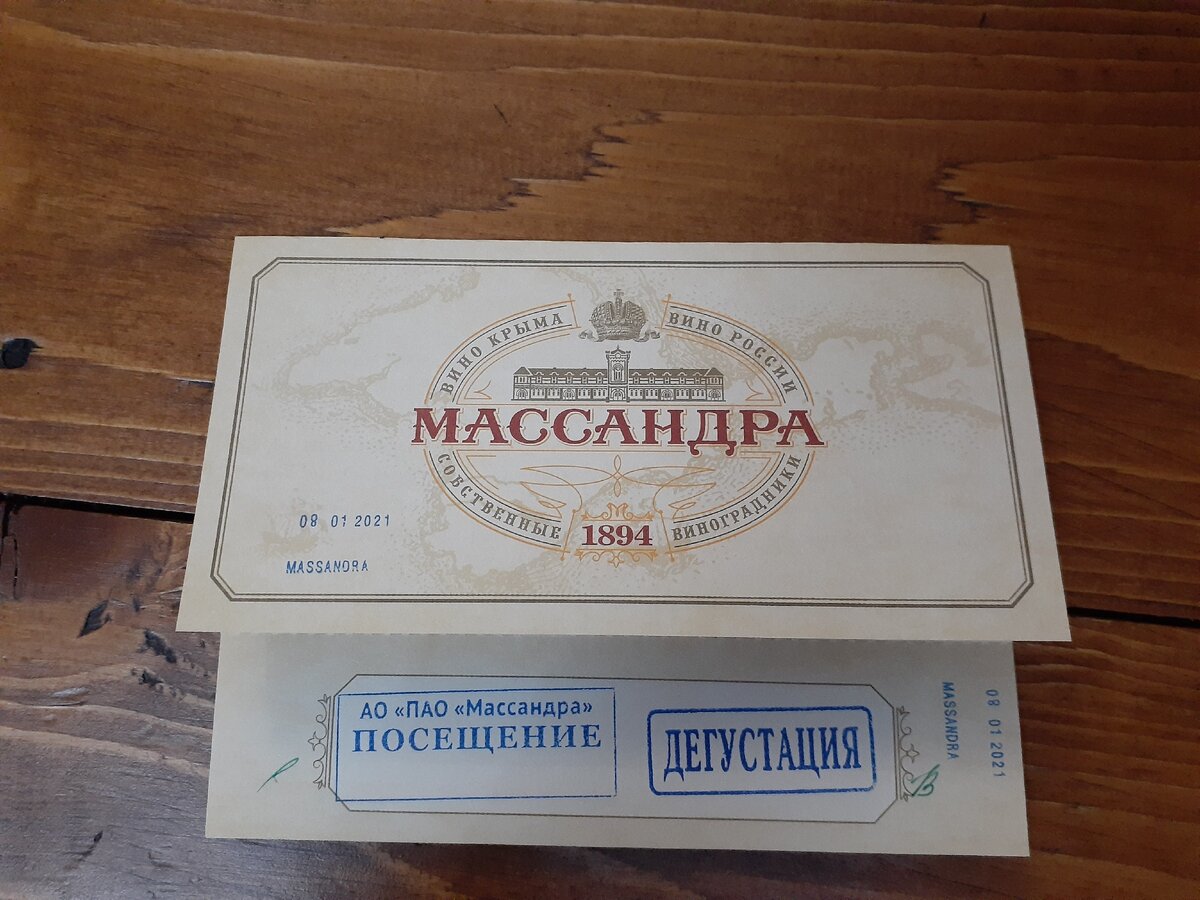 ВИНО КРЫМА
ВИНО РОССИИ
МАССАНДРА
СОБСТВЕННЫЕ
ВИНОГРАДНИКИ
1894
08 01 2021
MASSANDRA
АО «ПАО «Массандра»
ПОСЕЩЕНИЕ
ДЕГУСТАЦИЯ
08 01 2021
MASSANDRA